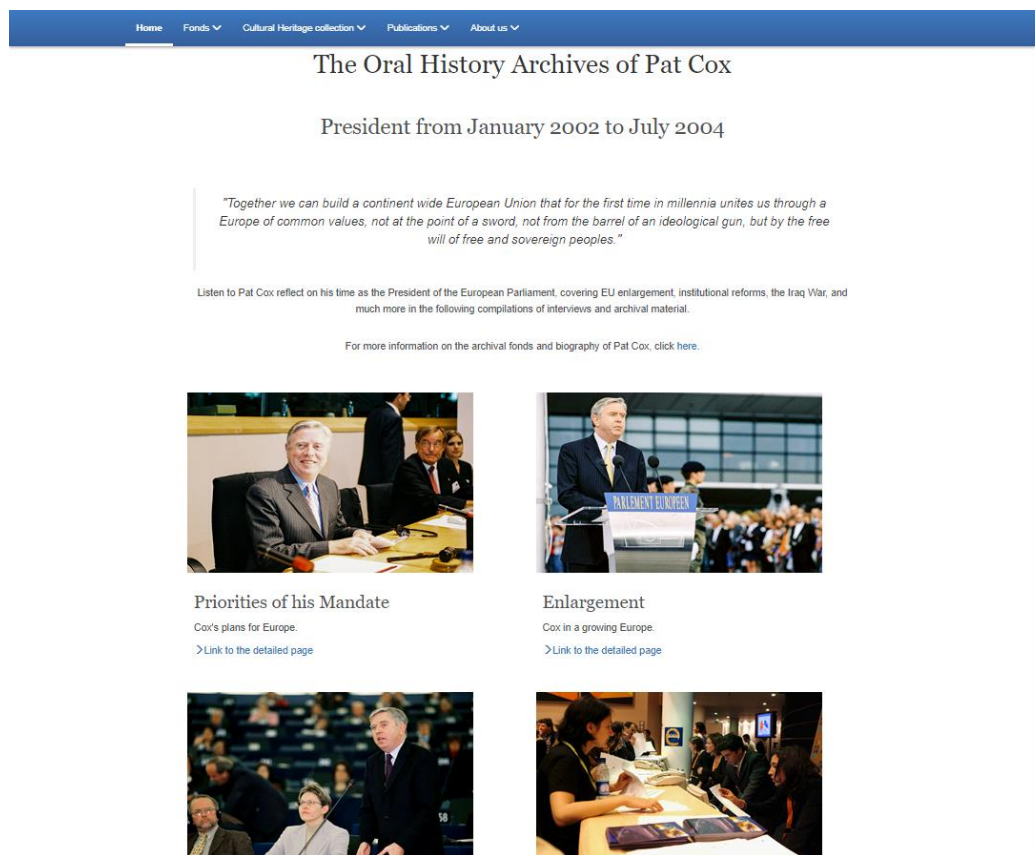 Home Fonds Cultural Heritage collection Publications About us
The Oral History Archives of Pat Cox
President from January 2002 to July 2004
"Together we can build a continent wide European Union that for the first time in millennia unites us through a
Europe of common values, not at the point of a sword, not from the barrel of an ideological gun, but by the free
will of free and sovereign peoples."
Listen to Pat Cox reflect on his time as the President of the European Parliament, covering EU enlargement, institutional reforms, the Iraq War, and
much more in the following compilations of interviews and archival material.
For more information on the archival fonds and biography of Pat Cox, click here.
PARLEMENT EUROPEEN
Priorities of his Mandate
Enlargement
Cox's plans for Europe.
Cox in a growing Europe.
Link to the detailed page
Link to the detailed page
58
e